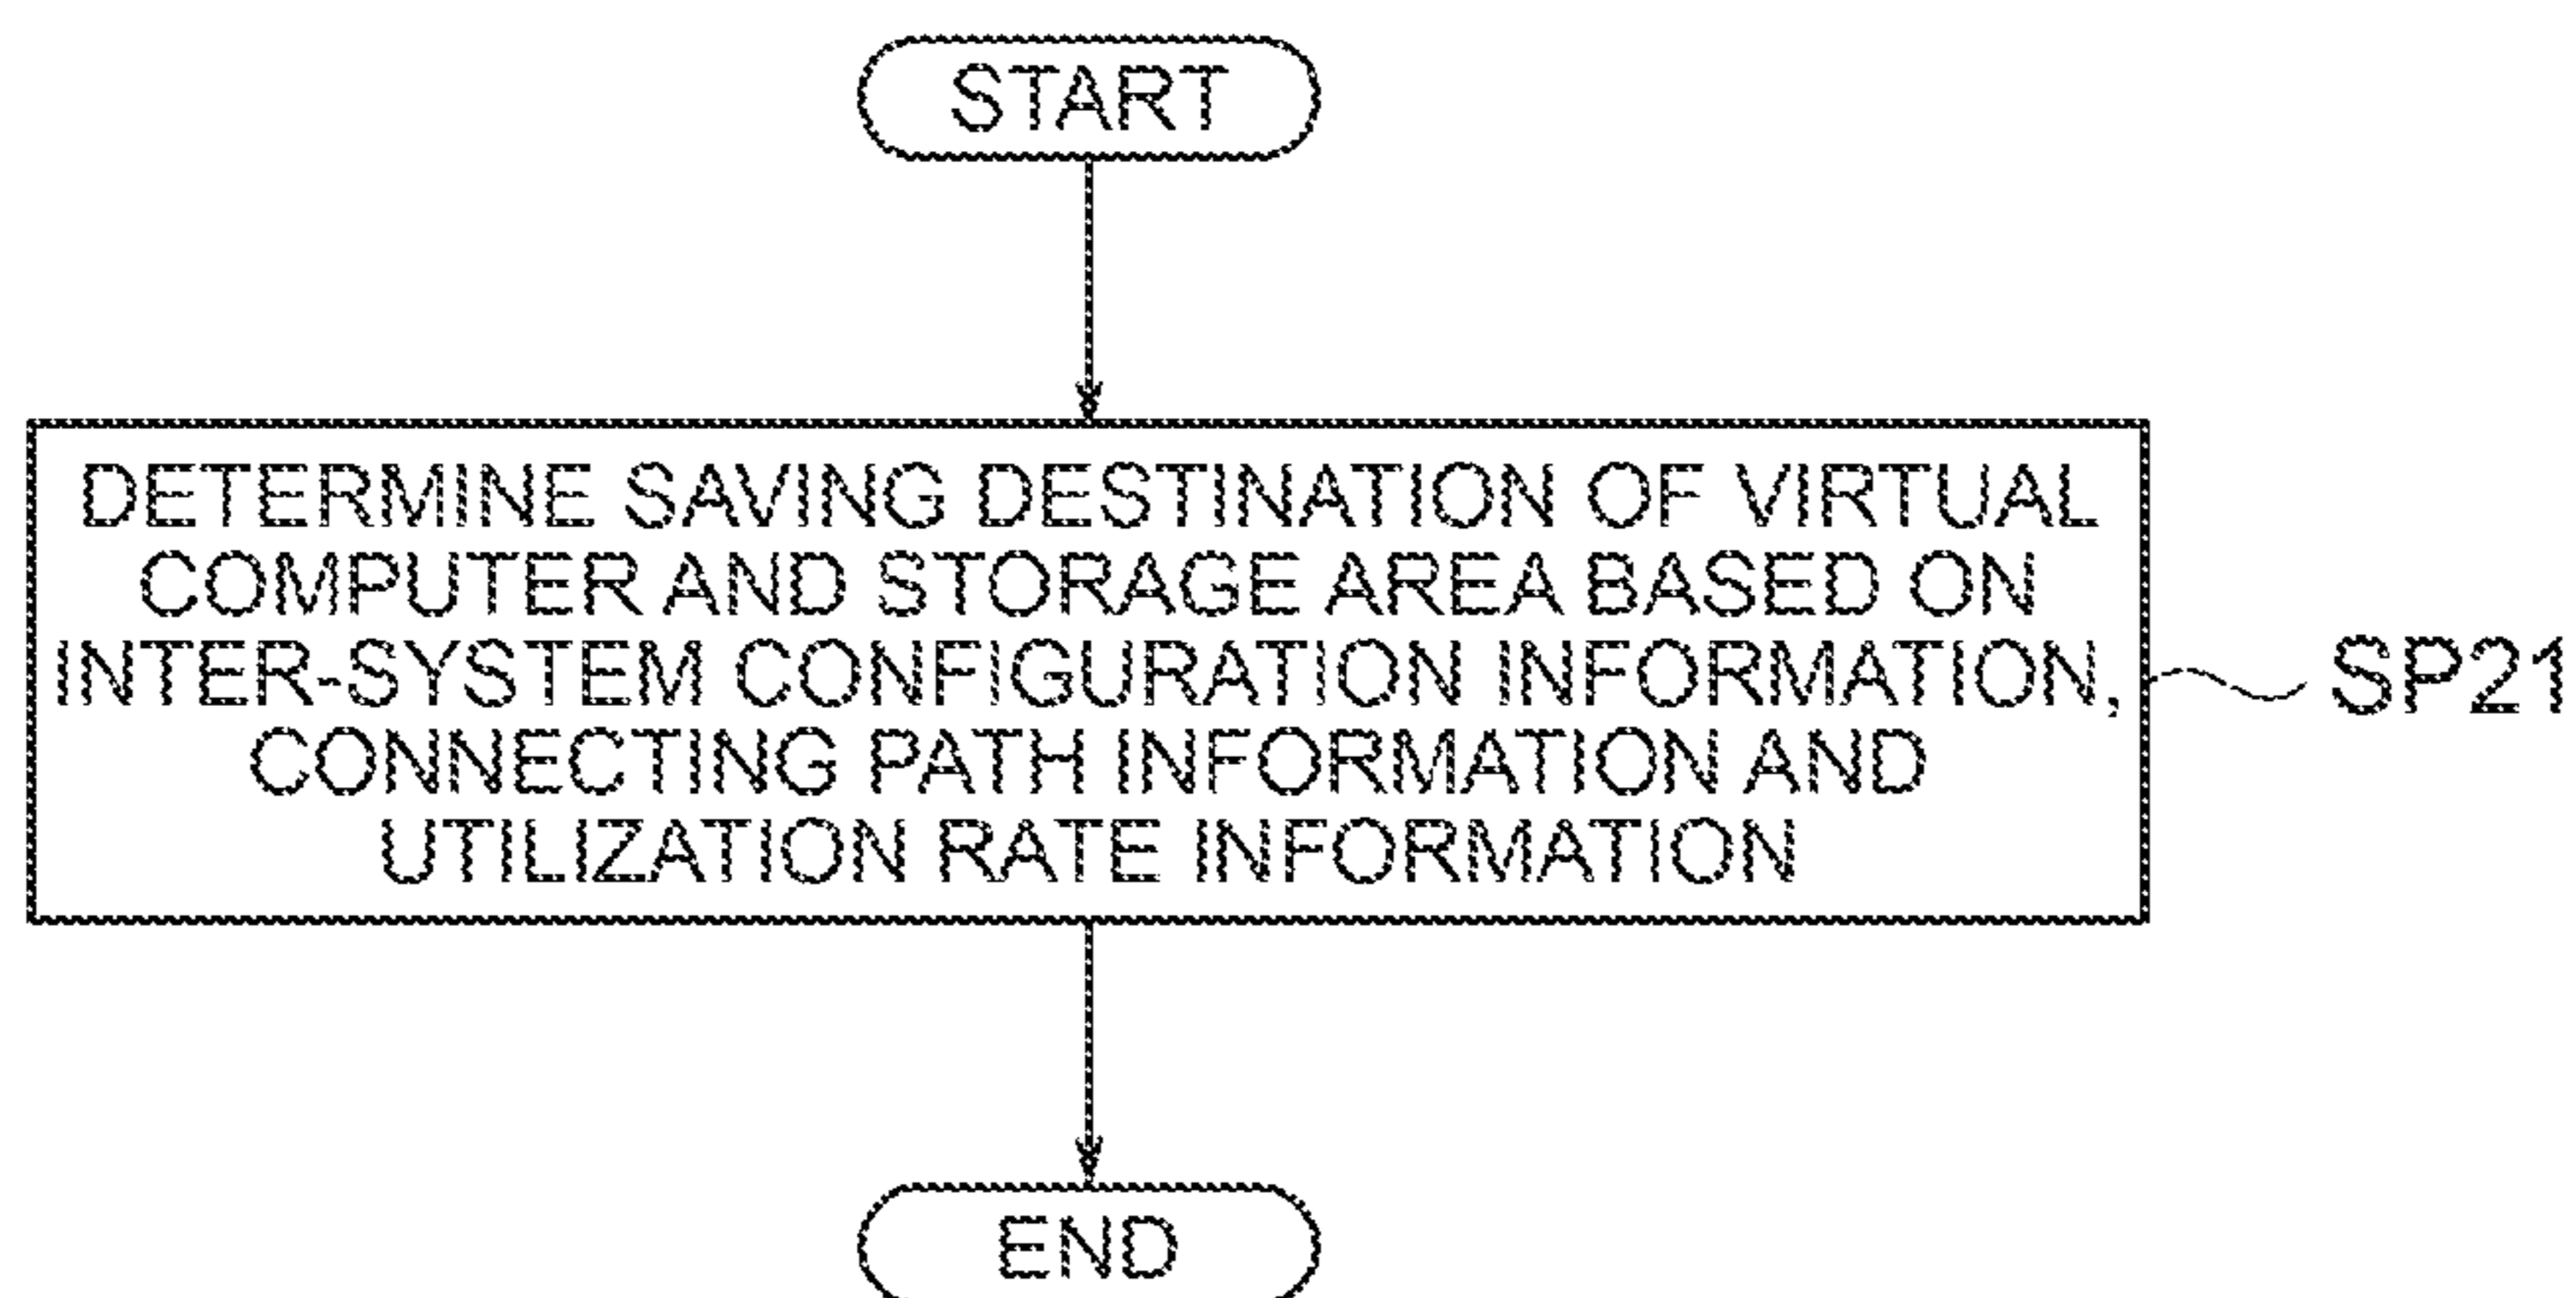 START
DETERMINE SAVING DESTINATION OF VIRTUAL
COMPUTER AND STORAGE AREA BASED ON
INTER-SYSTEM CONFIGURATION INFORMATION,
CONNECTING PATH INFORMATION AND
UTILIZATION RATE INFORMATION
SP21
END